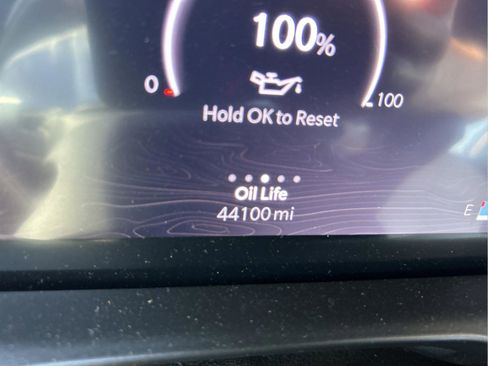 100%
0
100
Hold OK to Reset
Oil Life
44100 mi
E